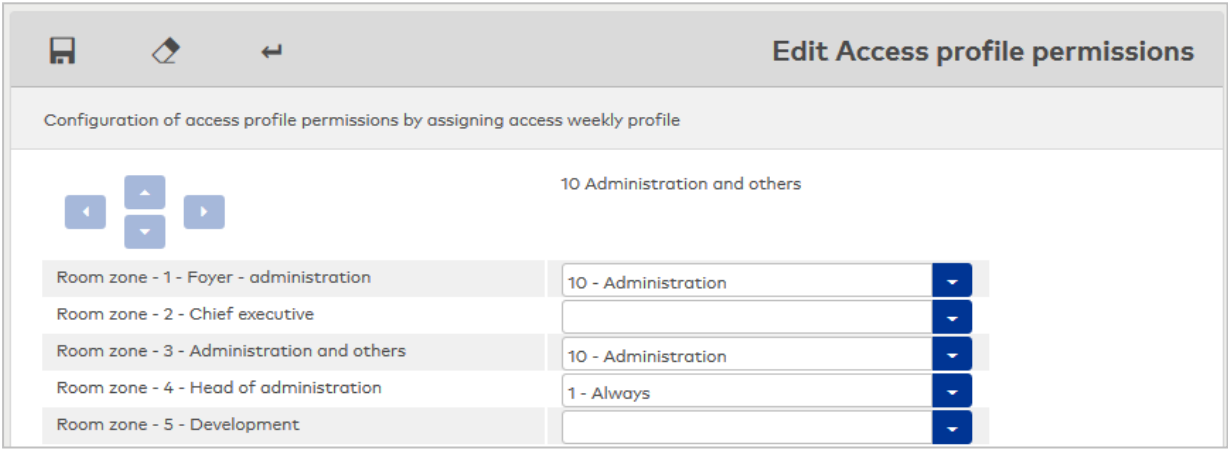 Edit Access profile permissions
Configuration of access profile permissions by assigning access weekly profile
10 Administration and others
Room zone - 1 - Foyer - administration 10 - Administration
Room zone - 2 - Chief executive
Room zone - 3 - Administration and others 10 - Administration
Room zone - 4 - Head of administration 1 - Always
Room zone - 5 - Development